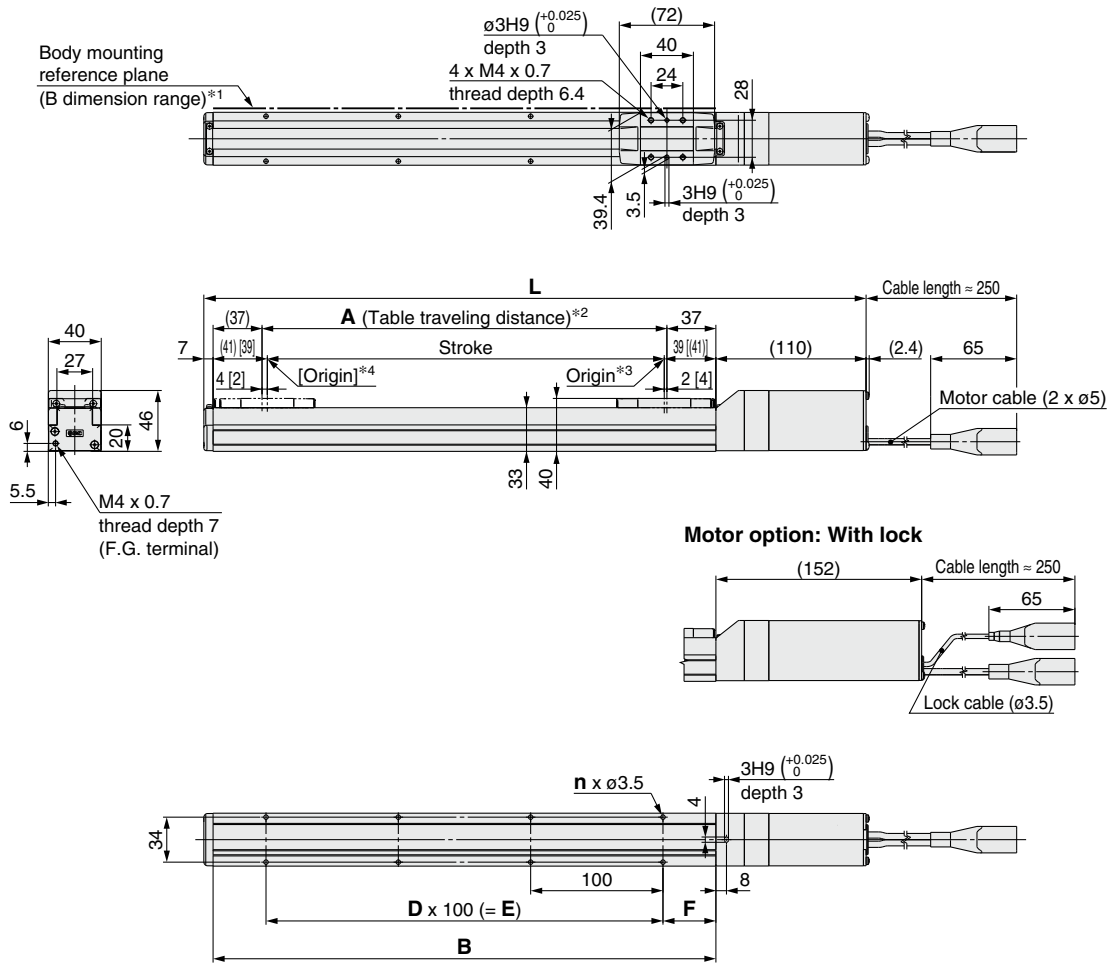 (72)
ø3H9 (+0.025 0)
depth 3
40
Body mounting
reference plane
(B dimension range)*1
4 x M4 x 0.7
thread depth 6.4
24
28
39.4
3.5
3H9 (+0.025 0)
depth 3
L
Cable length ≈ 250
(37)
A (Table traveling distance)*2
37
40
27
7
(41) [39]
Stroke
39 [(41)]
(110)
(2.4)
65
4 [2]
[Origin]*4
Origin*3
2 [4]
Motor cable (2 x ø5)
6
20
46
33
40
5.5
M4 x 0.7
thread depth 7
(F.G. terminal)
Motor option: With lock
(152)
Cable length ≈ 250
65
Lock cable (ø3.5)
n x ø3.5
3H9 (+0.025 0)
depth 3
4
34
100
8
D x 100 (= E)
F
B